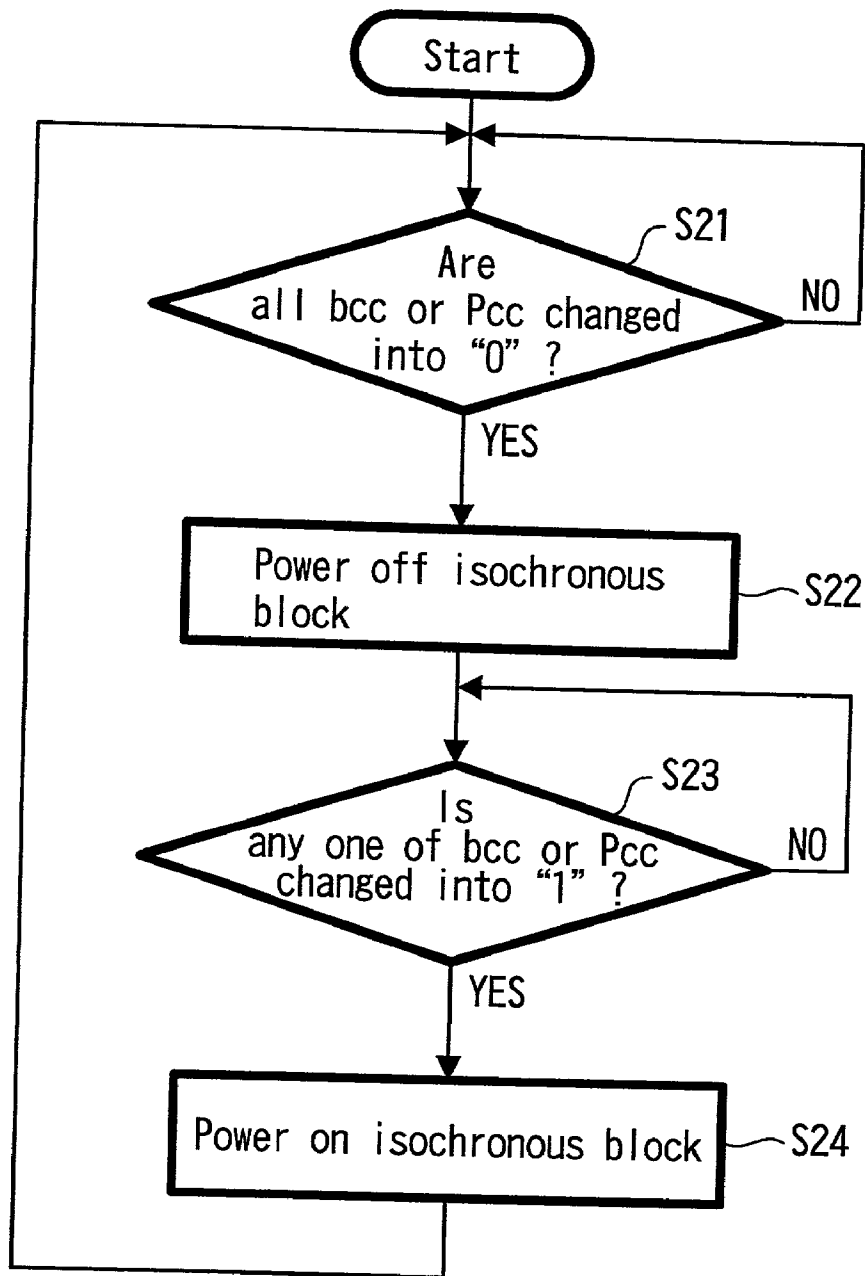 Start
S21
Are
all bcc or Pcc changed
into “0” ?
NO
YES
Power off isochronous
block
S22
S23
Is
any one of bcc or Pcc
changed into “1” ?
NO
YES
Power on isochronous block
S24